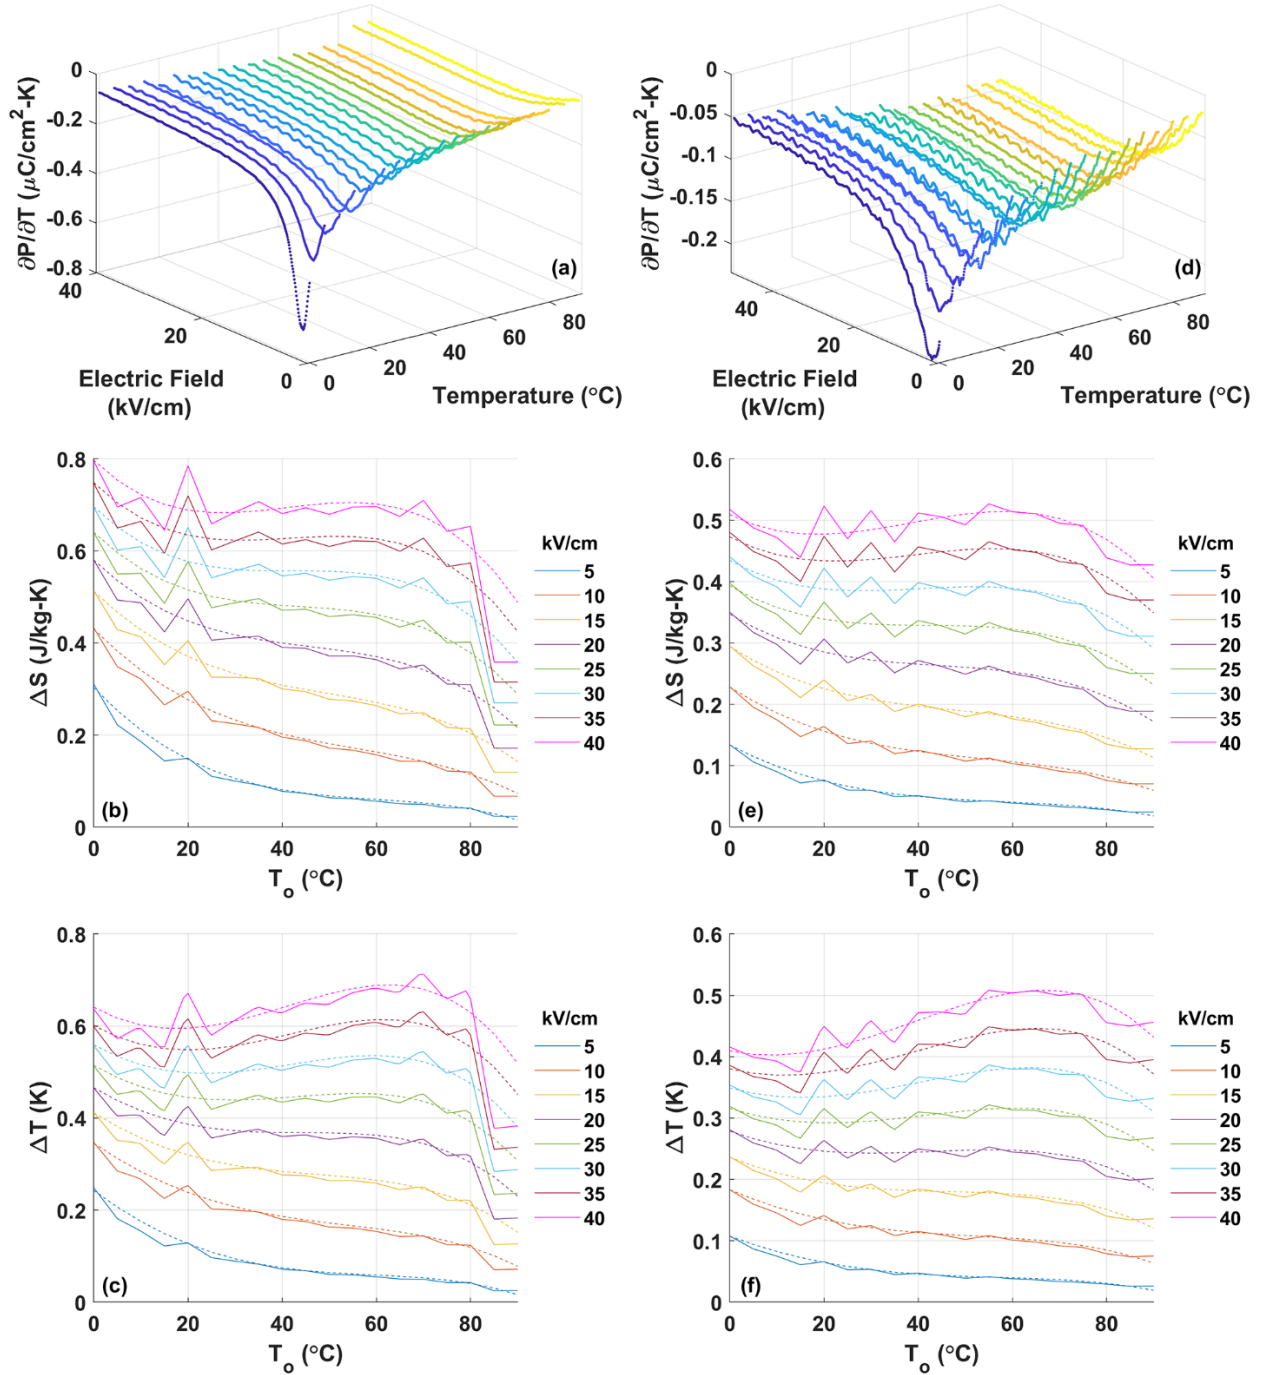 0
-0.2
-0.4
-0.6
-0.8
∂P/∂T (μC/cm²-K)
40
20
0
Electric Field
(kV/cm)
0
20
40
60
80
Temperature (°C)
(a)
0
-0.05
-0.1
-0.15
-0.2
∂P/∂T (μC/cm²-K)
40
20
0
Electric Field
(kV/cm)
0
20
40
60
80
Temperature (°C)
(d)
0.8
0.6
0.4
0.2
0
ΔS (J/kg-K)
(b)
0 20 40 60 80
T_o (°C)
kV/cm
5
10
15
20
25
30
35
40
0.6
0.5
0.4
0.3
0.2
0.1
0
ΔS (J/kg-K)
(e)
0 20 40 60 80
T_o (°C)
kV/cm
5
10
15
20
25
30
35
40
0.8
0.6
0.4
0.2
0
ΔT (K)
(c)
0 20 40 60 80
T_o (°C)
kV/cm
5
10
15
20
25
30
35
40
0.6
0.5
0.4
0.3
0.2
0.1
0
ΔT (K)
(f)
0 20 40 60 80
T_o (°C)
kV/cm
5
10
15
20
25
30
35
40